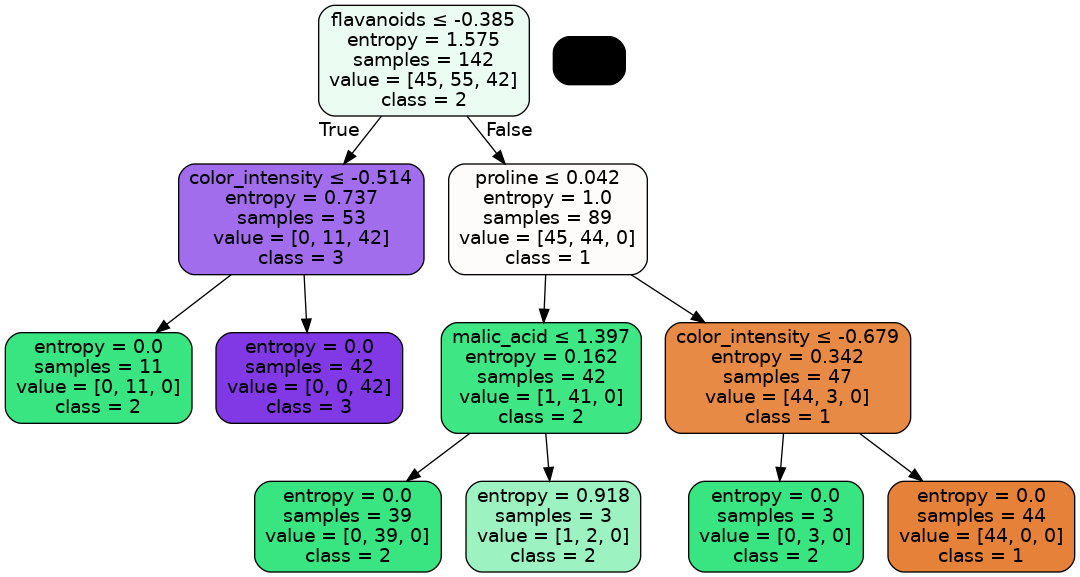 flavanoids ≤ -0.385
entropy = 1.575
samples = 142
value = [45, 55, 42]
class = 2
True
False
color_intensity ≤ -0.514
entropy = 0.737
samples = 53
value = [0, 11, 42]
class = 3
proline ≤ 0.042
entropy = 1.0
samples = 89
value = [45, 44, 0]
class = 1
entropy = 0.0
samples = 11
value = [0, 11, 0]
class = 2
entropy = 0.0
samples = 42
value = [0, 0, 42]
class = 3
malic_acid ≤ 1.397
entropy = 0.162
samples = 42
value = [1, 41, 0]
class = 2
color_intensity ≤ -0.679
entropy = 0.342
samples = 47
value = [44, 3, 0]
class = 1
entropy = 0.0
samples = 39
value = [0, 39, 0]
class = 2
entropy = 0.918
samples = 3
value = [1, 2, 0]
class = 2
entropy = 0.0
samples = 3
value = [0, 3, 0]
class = 2
entropy = 0.0
samples = 44
value = [44, 0, 0]
class = 1